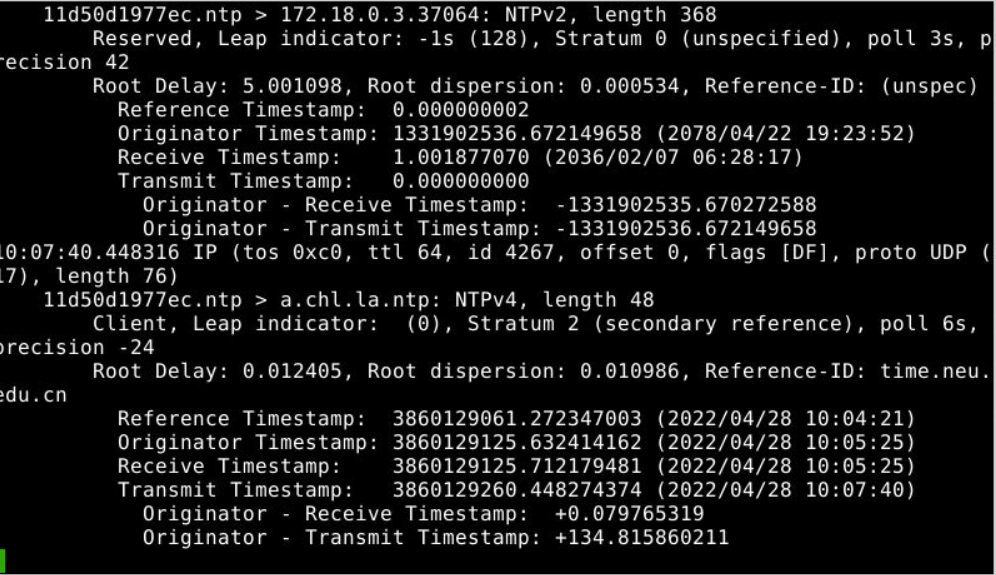 11d50d1977ec.ntp > 172.18.0.3.37064: NTPv2, length 368
Reserved, Leap indicator: -1s (128), Stratum 0 (unspecified), poll 3s, p
recision 42
Root Delay: 5.001098, Root dispersion: 0.000534, Reference-ID: (unspec)
Reference Timestamp:  0.000000002
Originator Timestamp: 1331902536.672149658 (2078/04/22 19:23:52)
Receive Timestamp:    1.001877070 (2036/02/07 06:28:17)
Transmit Timestamp:   0.000000000
Originator - Receive Timestamp:  -1331902535.670272588
Originator - Transmit Timestamp: -1331902536.672149658
10:07:40.448316 IP (tos 0xc0, ttl 64, id 4267, offset 0, flags [DF], proto UDP (
17), length 76)
11d50d1977ec.ntp > a.chl.la.ntp: NTPv4, length 48
Client, Leap indicator:  (0), Stratum 2 (secondary reference), poll 6s,
precision -24
Root Delay: 0.012405, Root dispersion: 0.010986, Reference-ID: time.neu.
edu.cn
Reference Timestamp:  3860129061.272347003 (2022/04/28 10:04:21)
Originator Timestamp: 3860129125.632414162 (2022/04/28 10:05:25)
Receive Timestamp:    3860129125.712179481 (2022/04/28 10:05:25)
Transmit Timestamp:   3860129260.448274374 (2022/04/28 10:07:40)
Originator - Receive Timestamp:  +0.079765319
Originator - Transmit Timestamp: +134.815860211